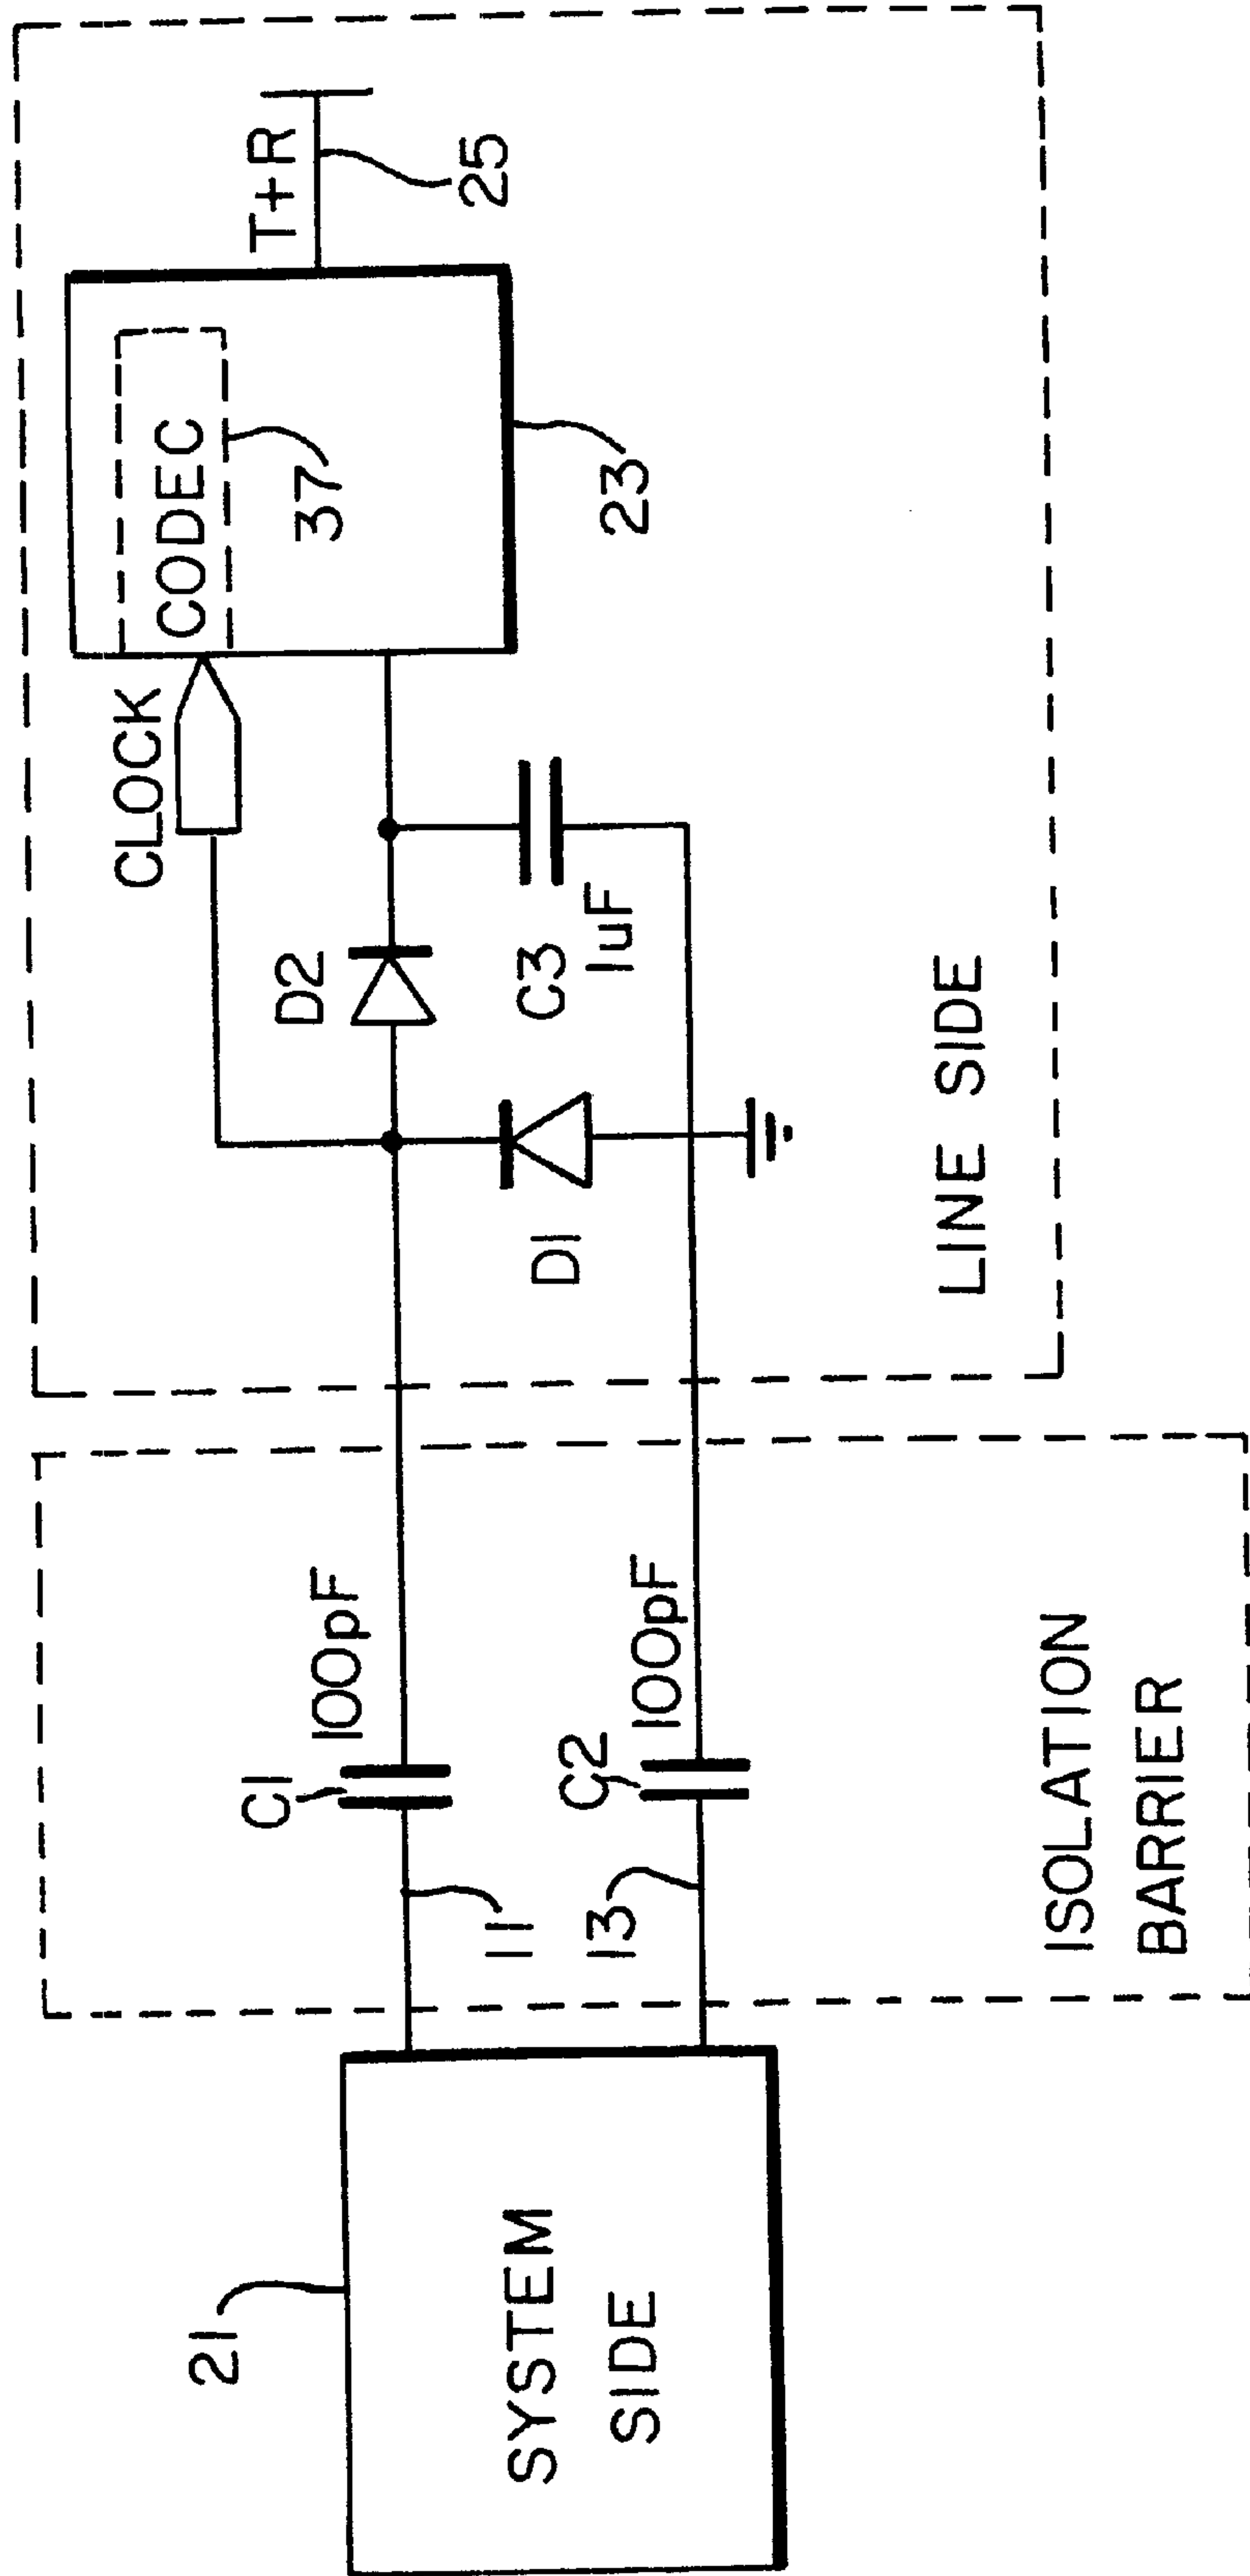 21
SYSTEM
SIDE
C1
100pF
11
C2
100pF
13
ISOLATION
BARRIER
CLOCK
D2
D1
C3
1uF
CODEC
37
23
T+R
25
LINE SIDE